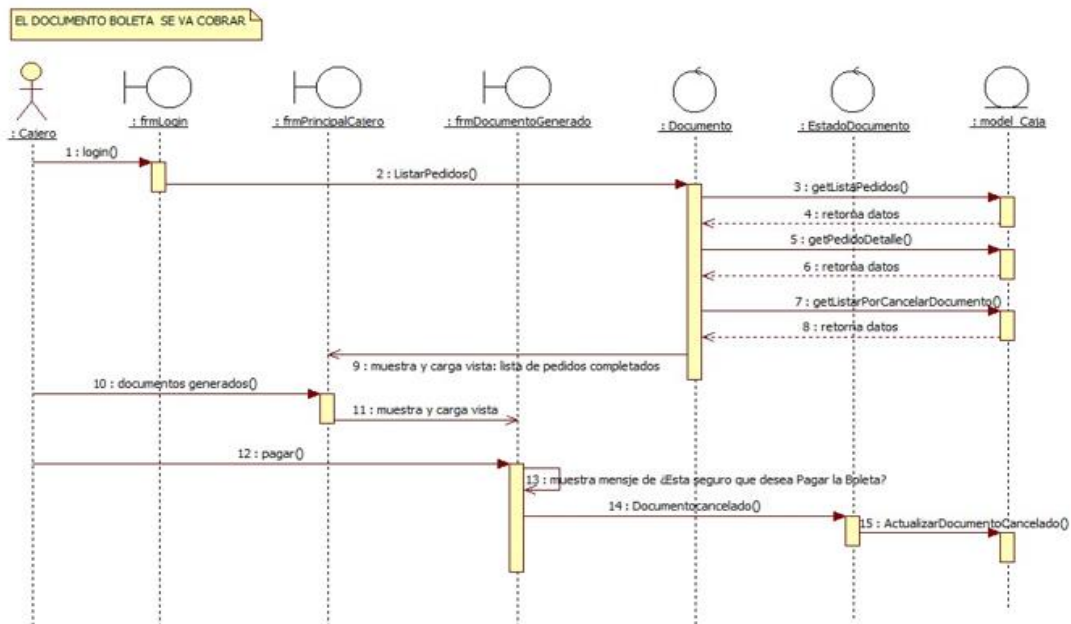 EL DOCUMENTO BOLETA SE VA COBRAR
: Cajero
: frmLogin
: frmPrincipalCajero
: frmDocumentoGenerado
: Documento
: EstadoDocumento
: model_Caja
1 : login()
2 : ListarPedidos()
3 : getListaPedidos()
4 : retorna datos
5 : getPedidoDetalle()
6 : retorna datos
7 : getListarPorCancelarDocumento()
8 : retorna datos
9 : muestra y carga vista: lista de pedidos completados
10 : documentos generados()
11 : muestra y carga vista
12 : pagar()
13 : muestra mensje de ¿Esta seguro que desea Pagar la Boleta?
14 : Documentocancelado()
15 : ActualizarDocumentoCancelado()